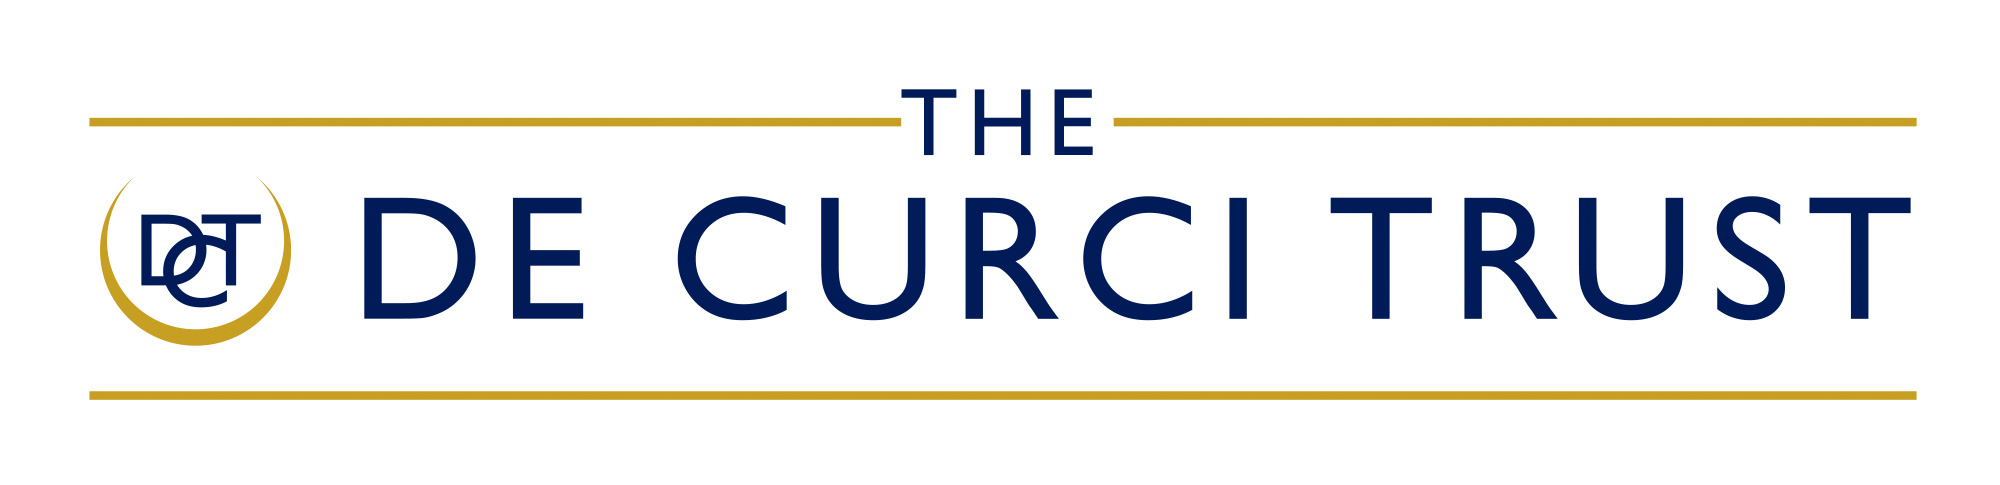 THE
DCT
DE CURCI TRUST